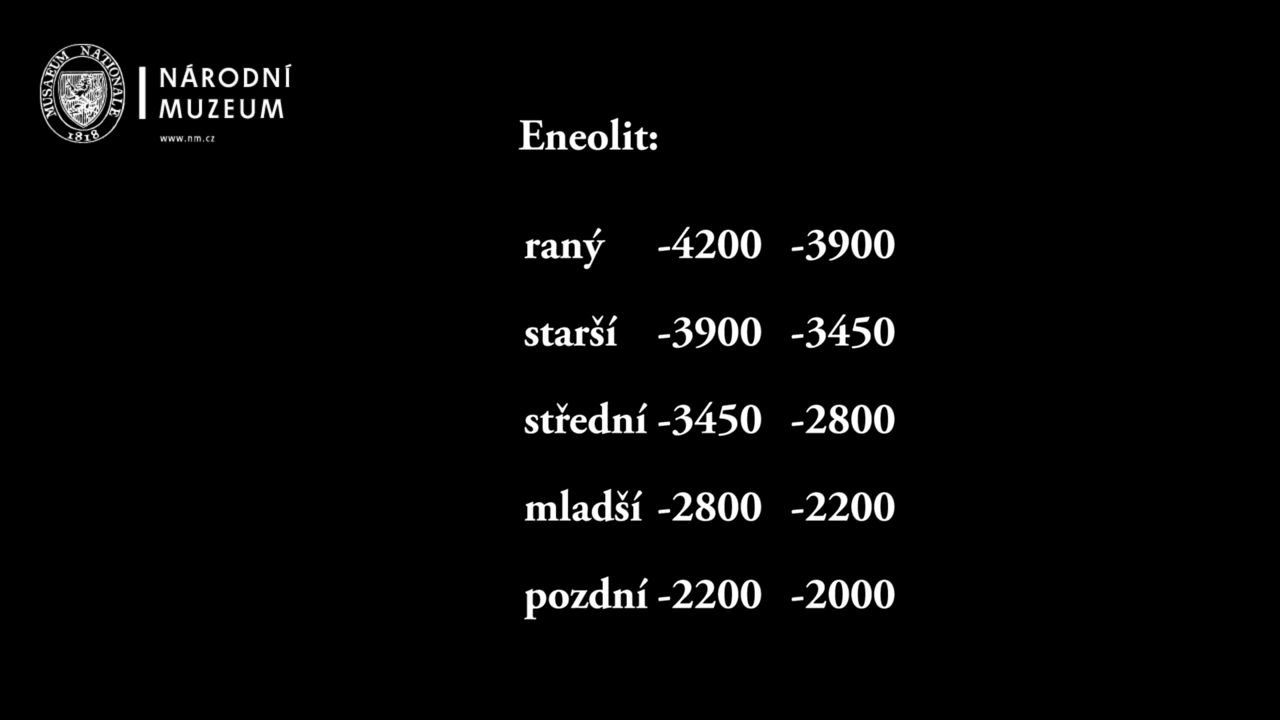 MUSAEUM NATIONALE
1818
NÁRODNÍ
MUZEUM
www.nm.cz
Eneolit:
raný -4200 -3900
starší -3900 -3450
střední -3450 -2800
mladší -2800 -2200
pozdní -2200 -2000